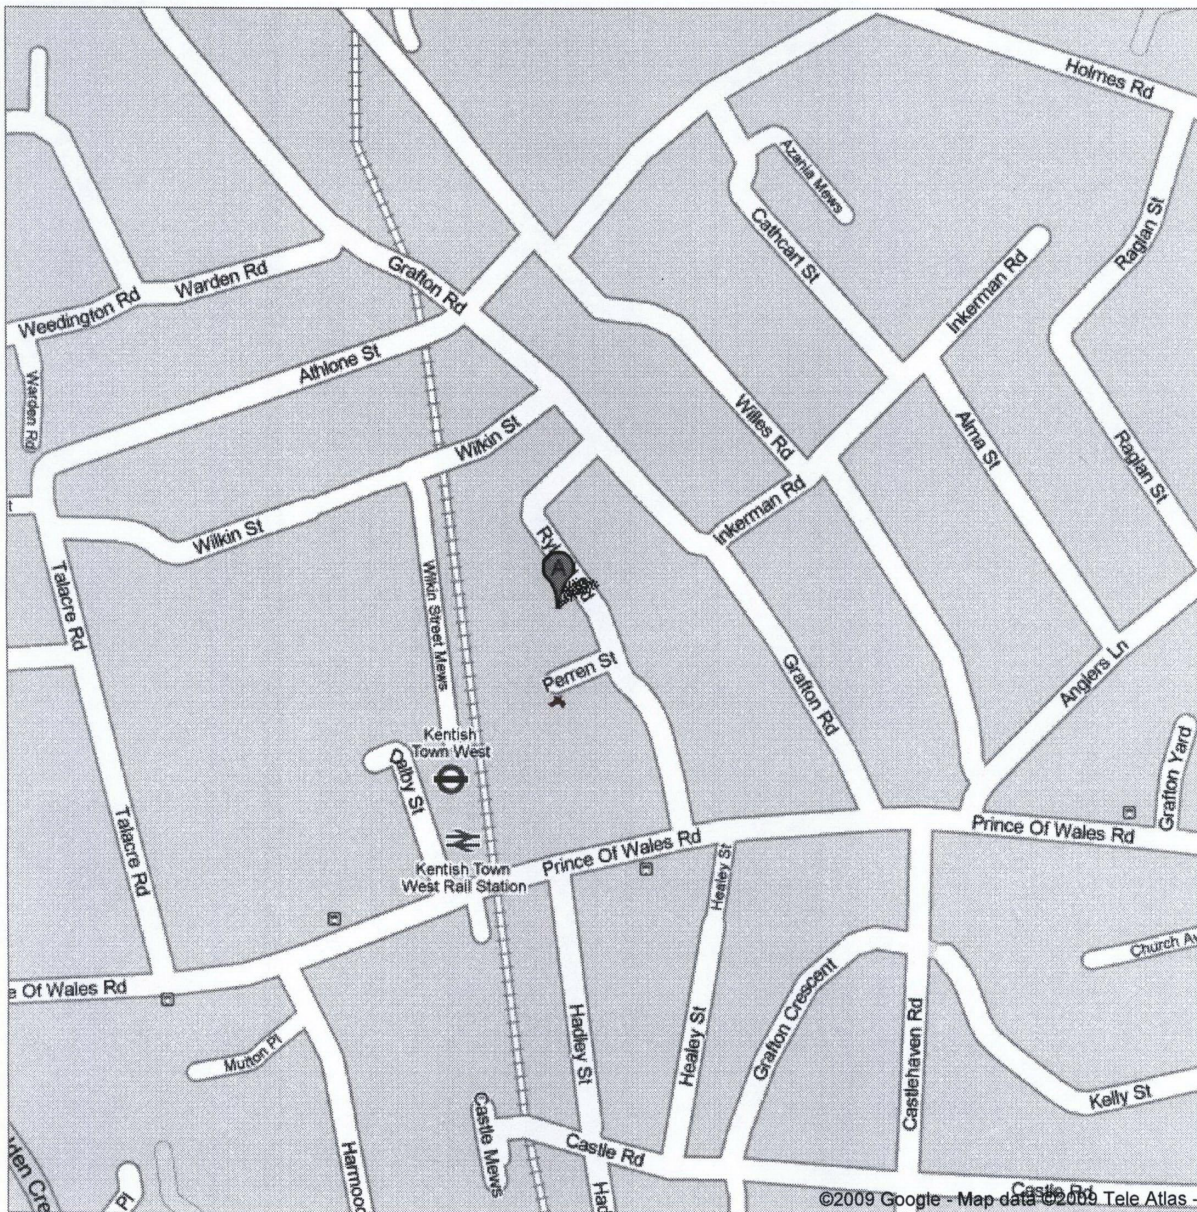 Holmes Rd
Azania Mews
Raglan St
Cathcart St
Inkerman Rd
Grafton Rd
Warden Rd
Weedington Rd
Athlone St
Warden Rd
Willes Rd
Alma St
Raglan St
Wilkin St
Inkerman Rd
Wilkin St
A
Talacre Rd
Wilkin Street Mews
Perren St
Grafton Rd
Anglers Ln
Kentish
Town West
Dalby St
Grafton Yard
Talacre Rd
Prince Of Wales Rd
Prince Of Wales Rd
Kentish Town
West Rail Station
Healey St
Church Av
e Of Wales Rd
Grafton Crescent
Hadley St
Healey St
Castlehaven Rd
Mutton Pl
Kelly St
Castle Mews
Castle Rd
Harmood
Pl
Had
Castle Rd
©2009 Google - Map data ©2009 Tele Atlas -